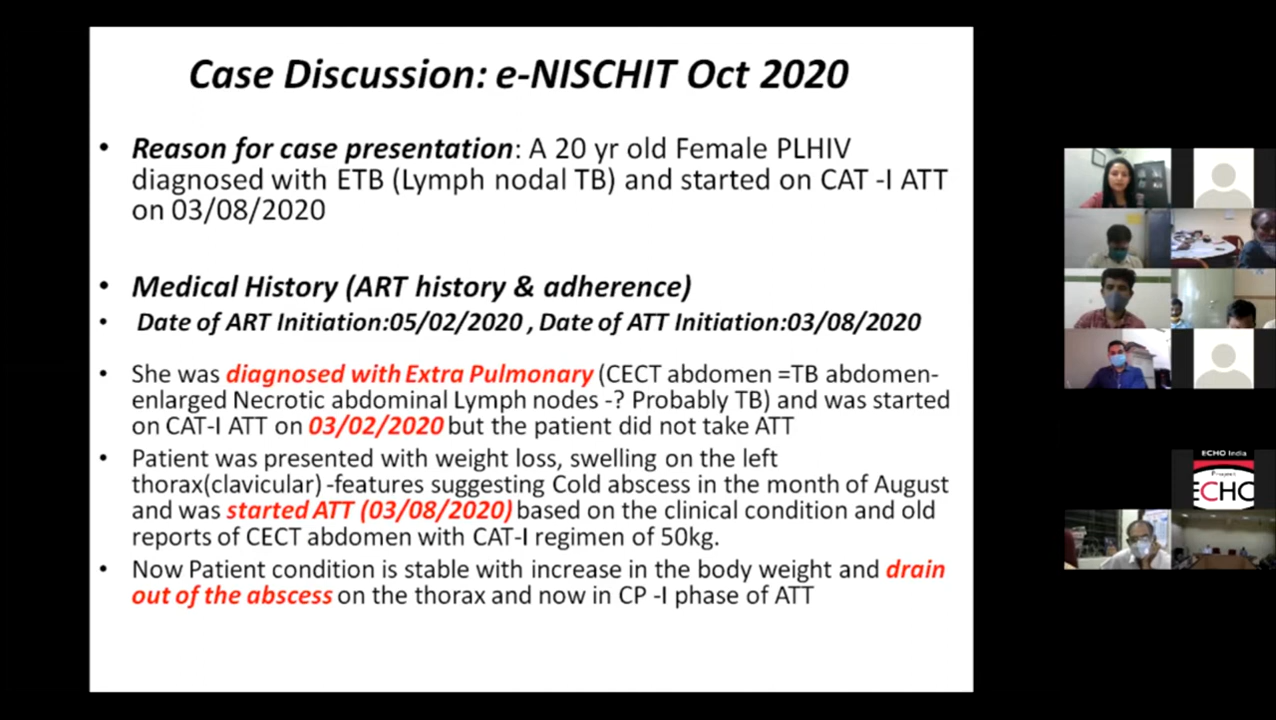 Case Discussion: e-NISCHIT Oct 2020
• Reason for case presentation: A 20 yr old Female PLHIV
diagnosed with ETB (Lymph nodal TB) and started on CAT -I ATT
on 03/08/2020
• Medical History (ART history & adherence)
• Date of ART Initiation:05/02/2020 , Date of ATT Initiation:03/08/2020
• She was diagnosed with Extra Pulmonary (CECT abdomen =TB abdomen-
enlarged Necrotic abdominal Lymph nodes -? Probably TB) and was started
on CAT-I ATT on 03/02/2020 but the patient did not take ATT
• Patient was presented with weight loss, swelling on the left
thorax(clavicular) -features suggesting Cold abscess in the month of August
and was started ATT (03/08/2020) based on the clinical condition and old
reports of CECT abdomen with CAT-I regimen of 50kg.
• Now Patient condition is stable with increase in the body weight and drain
out of the abscess on the thorax and now in CP -I phase of ATT
ECHO India
Project
ECHO